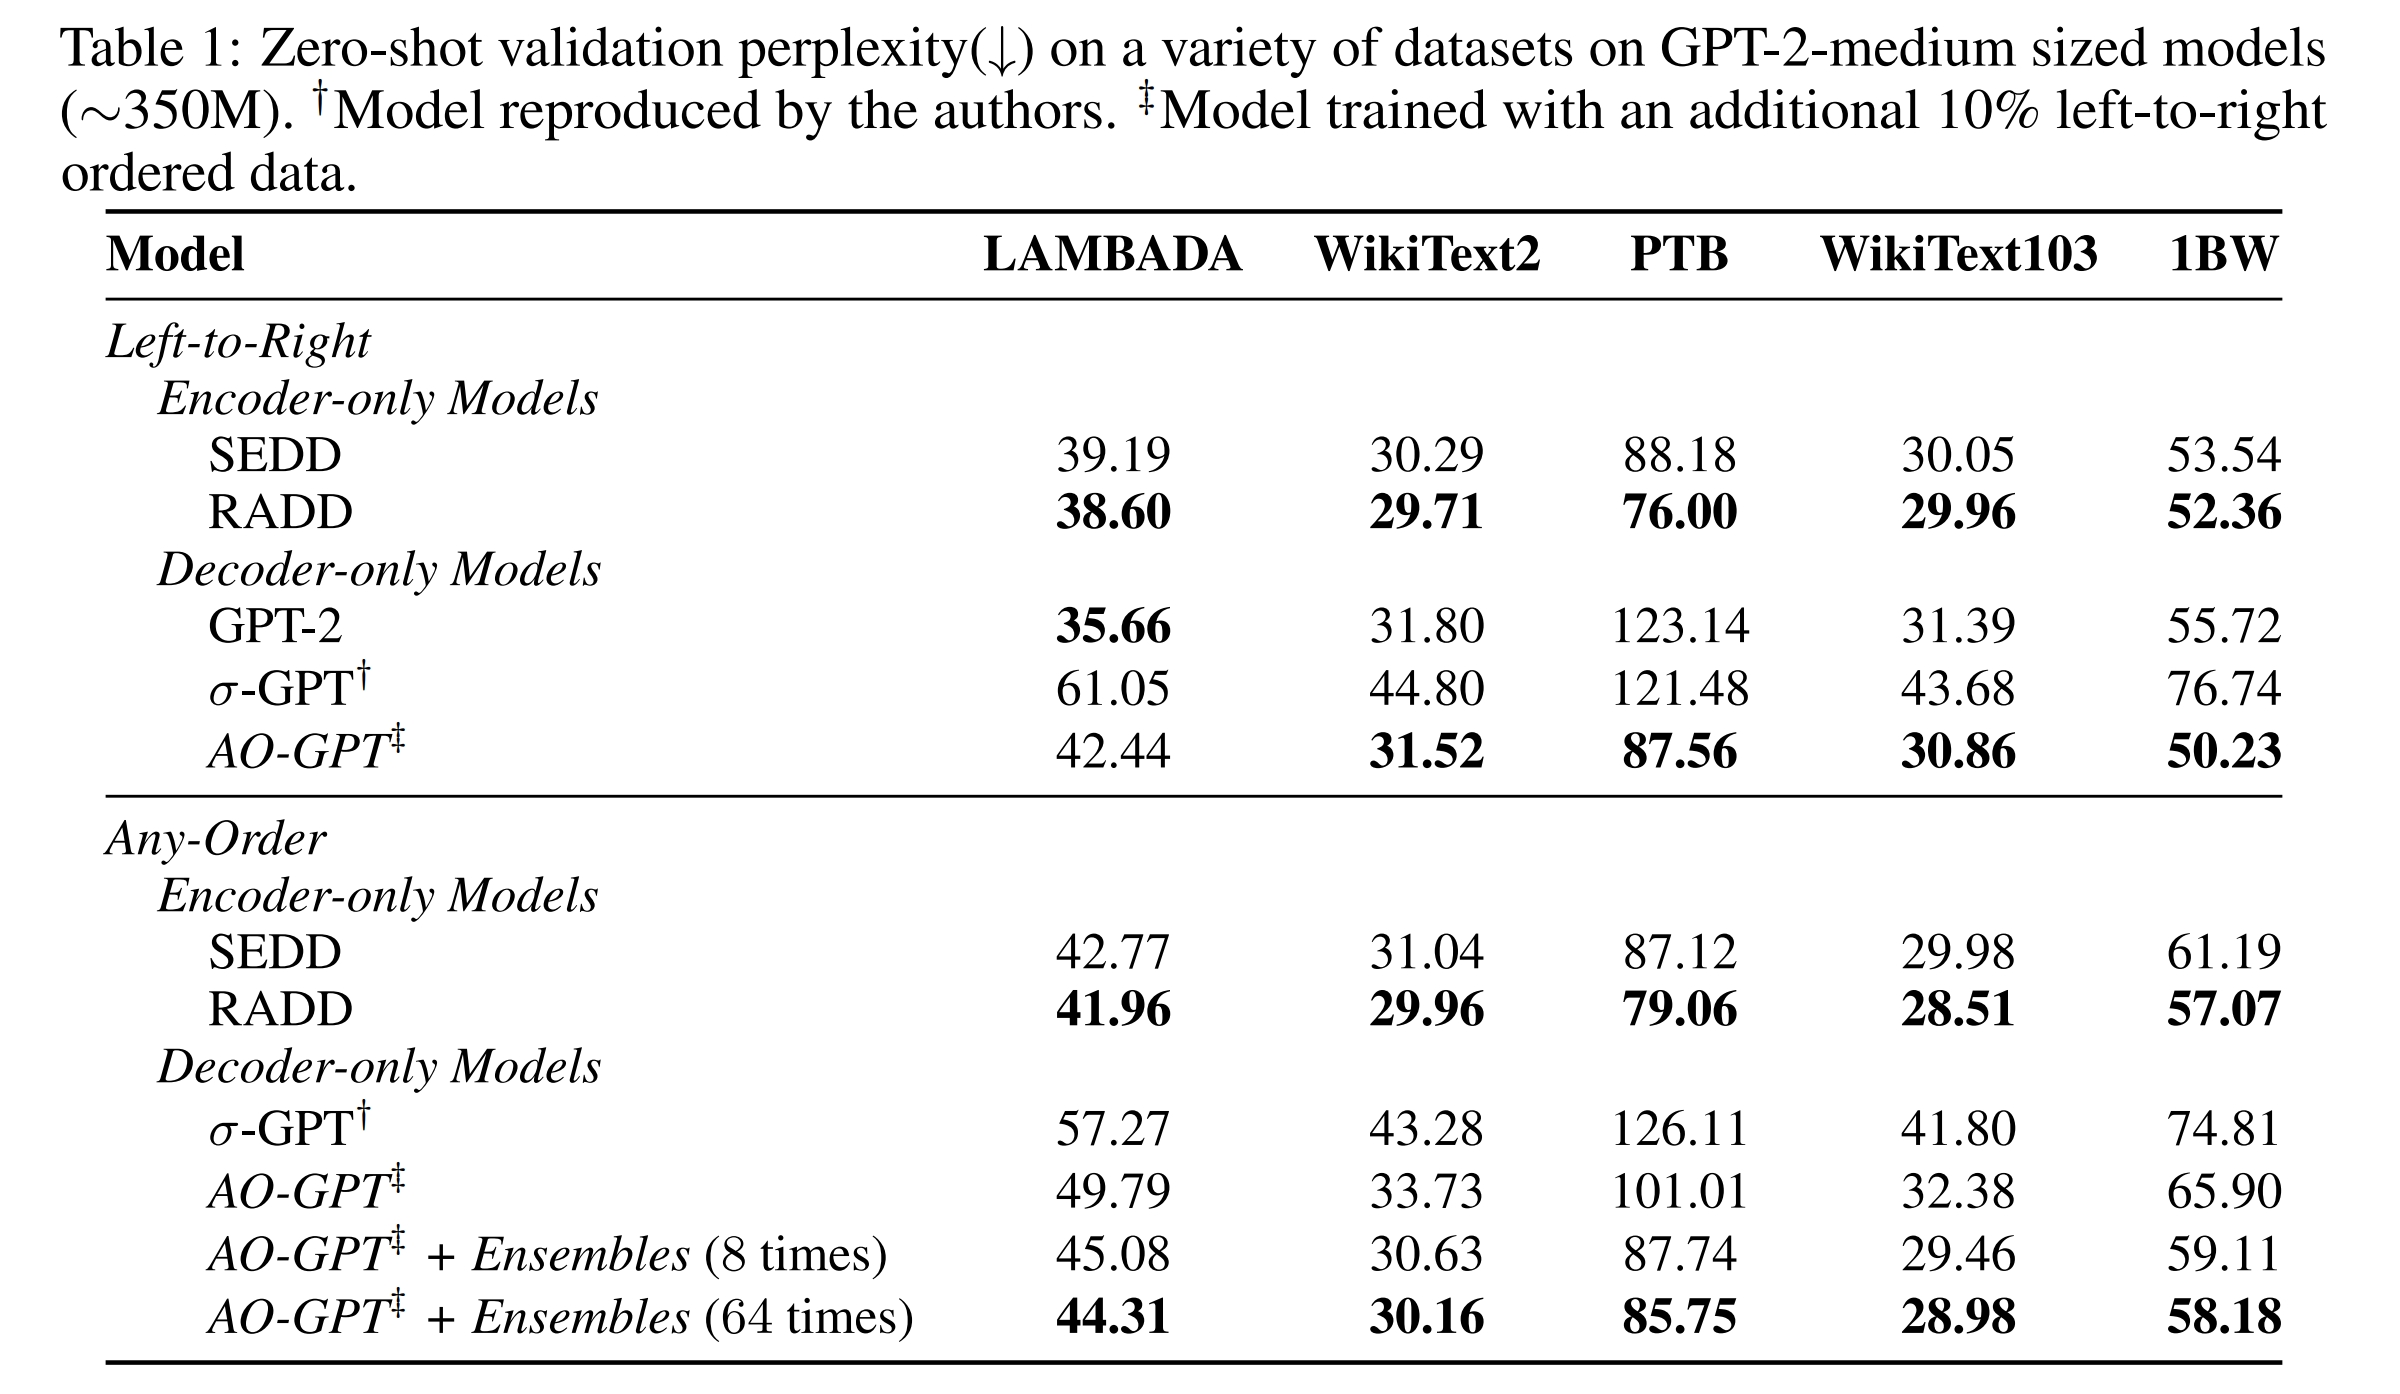 Table 1: Zero-shot validation perplexity(↓) on a variety of datasets on GPT-2-medium sized models
(∼350M). †Model reproduced by the authors. ‡Model trained with an additional 10% left-to-right
ordered data.
Model LAMBADA WikiText2 PTB WikiText103 1BW
Left-to-Right
Encoder-only Models
SEDD 39.19 30.29 88.18 30.05 53.54
RADD 38.60 29.71 76.00 29.96 52.36
Decoder-only Models
GPT-2 35.66 31.80 123.14 31.39 55.72
σ-GPT† 61.05 44.80 121.48 43.68 76.74
AO-GPT‡ 42.44 31.52 87.56 30.86 50.23
Any-Order
Encoder-only Models
SEDD 42.77 31.04 87.12 29.98 61.19
RADD 41.96 29.96 79.06 28.51 57.07
Decoder-only Models
σ-GPT† 57.27 43.28 126.11 41.80 74.81
AO-GPT‡ 49.79 33.73 101.01 32.38 65.90
AO-GPT‡ + Ensembles (8 times) 45.08 30.63 87.74 29.46 59.11
AO-GPT‡ + Ensembles (64 times) 44.31 30.16 85.75 28.98 58.18